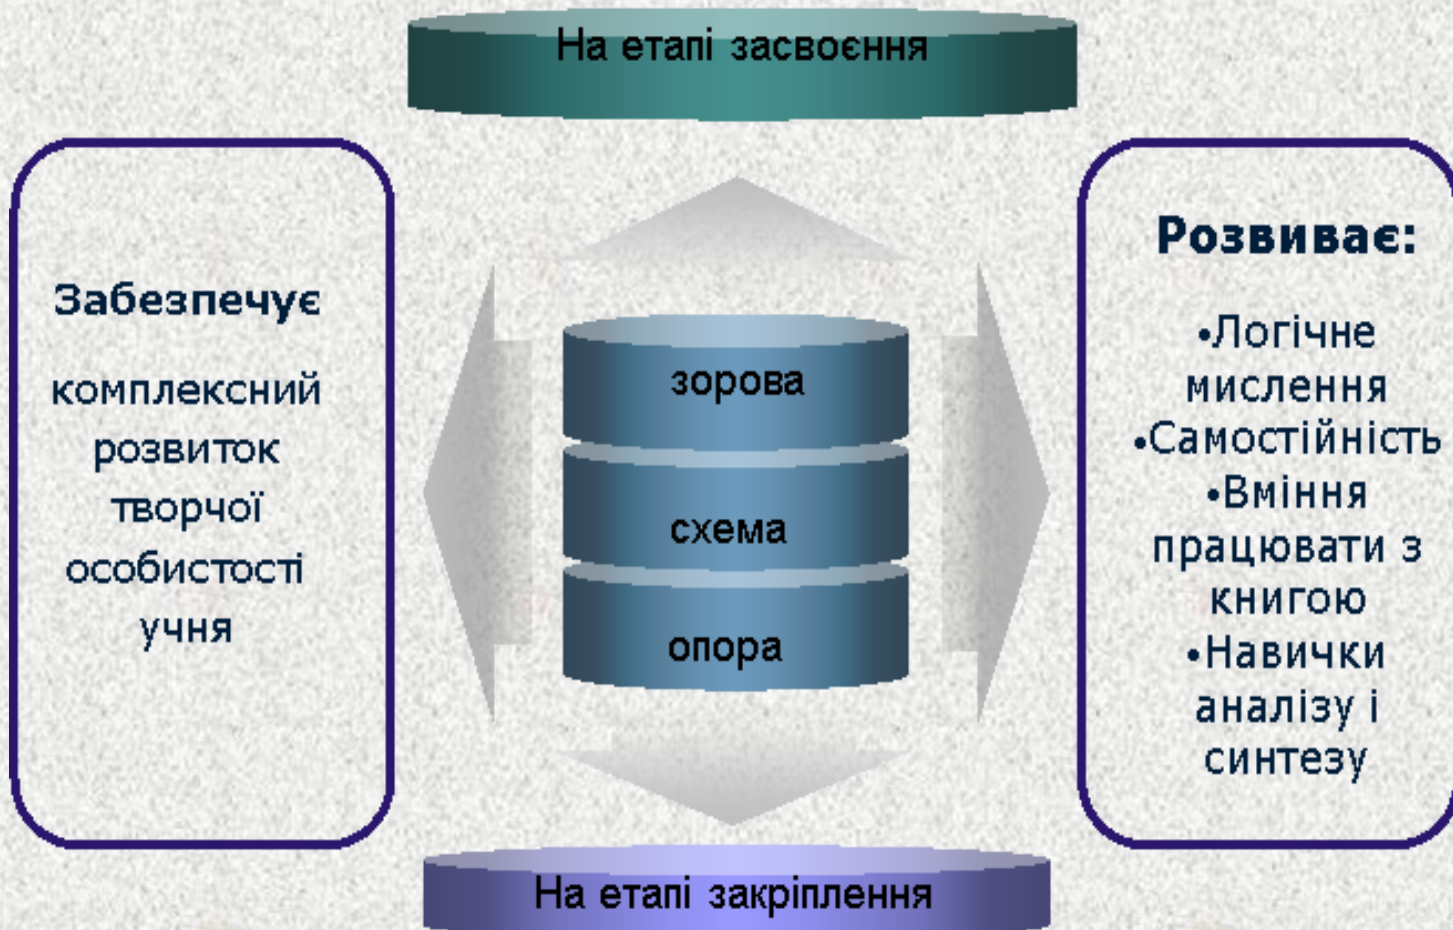 На етапі засвоєння
Забезпечує
комплексний
розвиток
творчої
особистості
учня
зорова
схема
опора
Розвиває:
•Логічне
мислення
•Самостійність
•Вміння
працювати з
книгою
•Навички
аналізу і
синтезу
На етапі закріплення